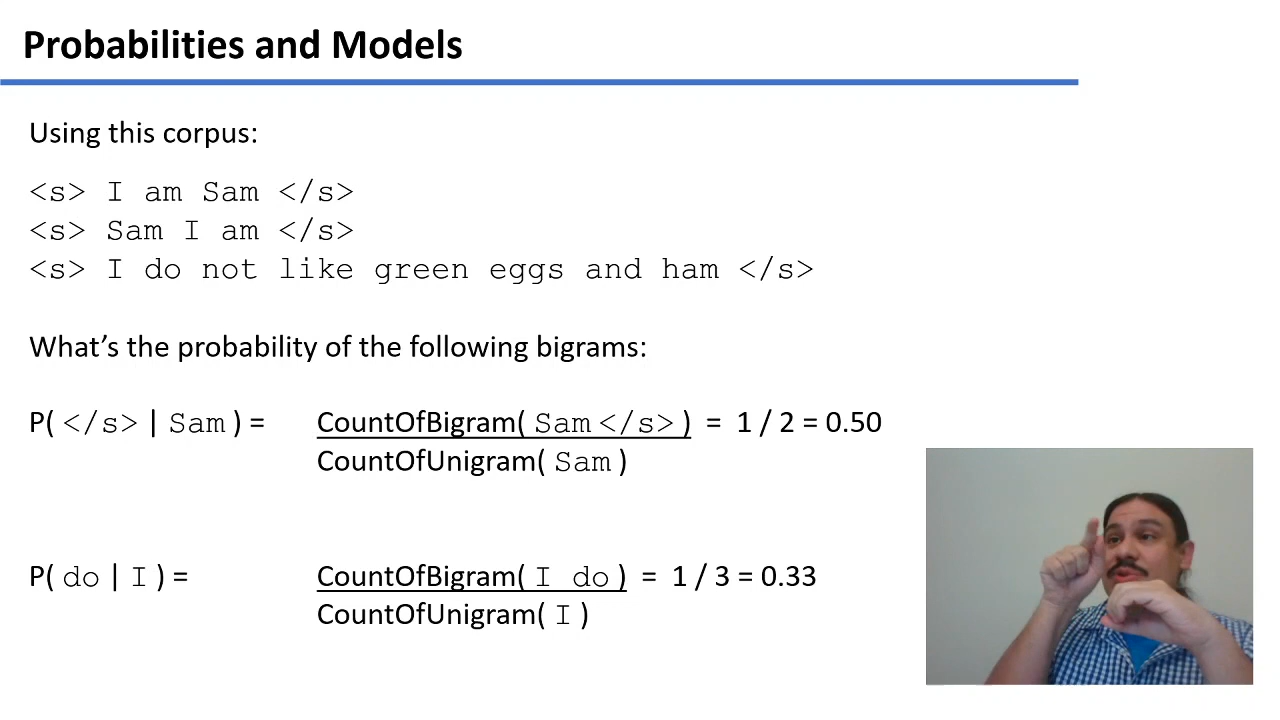 Probabilities and Models
Using this corpus:
<s> I am Sam </s>
<s> Sam I am </s>
<s> I do not like green eggs and ham </s>
What’s the probability of the following bigrams:
P( </s> | Sam ) = CountOfBigram( Sam </s> ) = 1 / 2 = 0.50
CountOfUnigram( Sam )
P( do | I ) = CountOfBigram( I do ) = 1 / 3 = 0.33
CountOfUnigram( I )